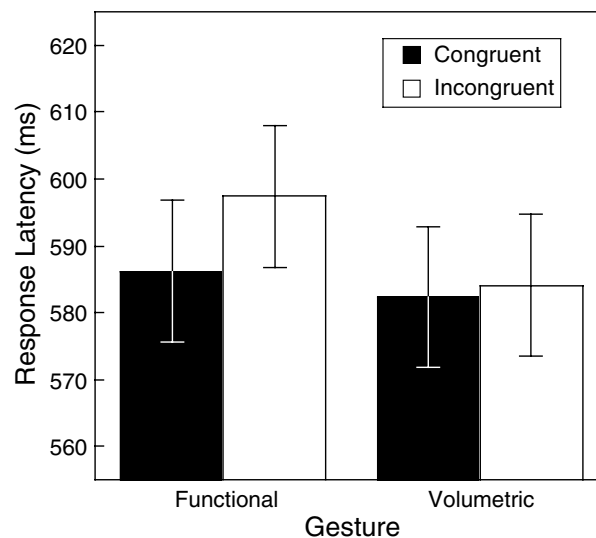 Congruent
Incongruent
Response Latency (ms)
620
610
600
590
580
570
560
Functional
Volumetric
Gesture